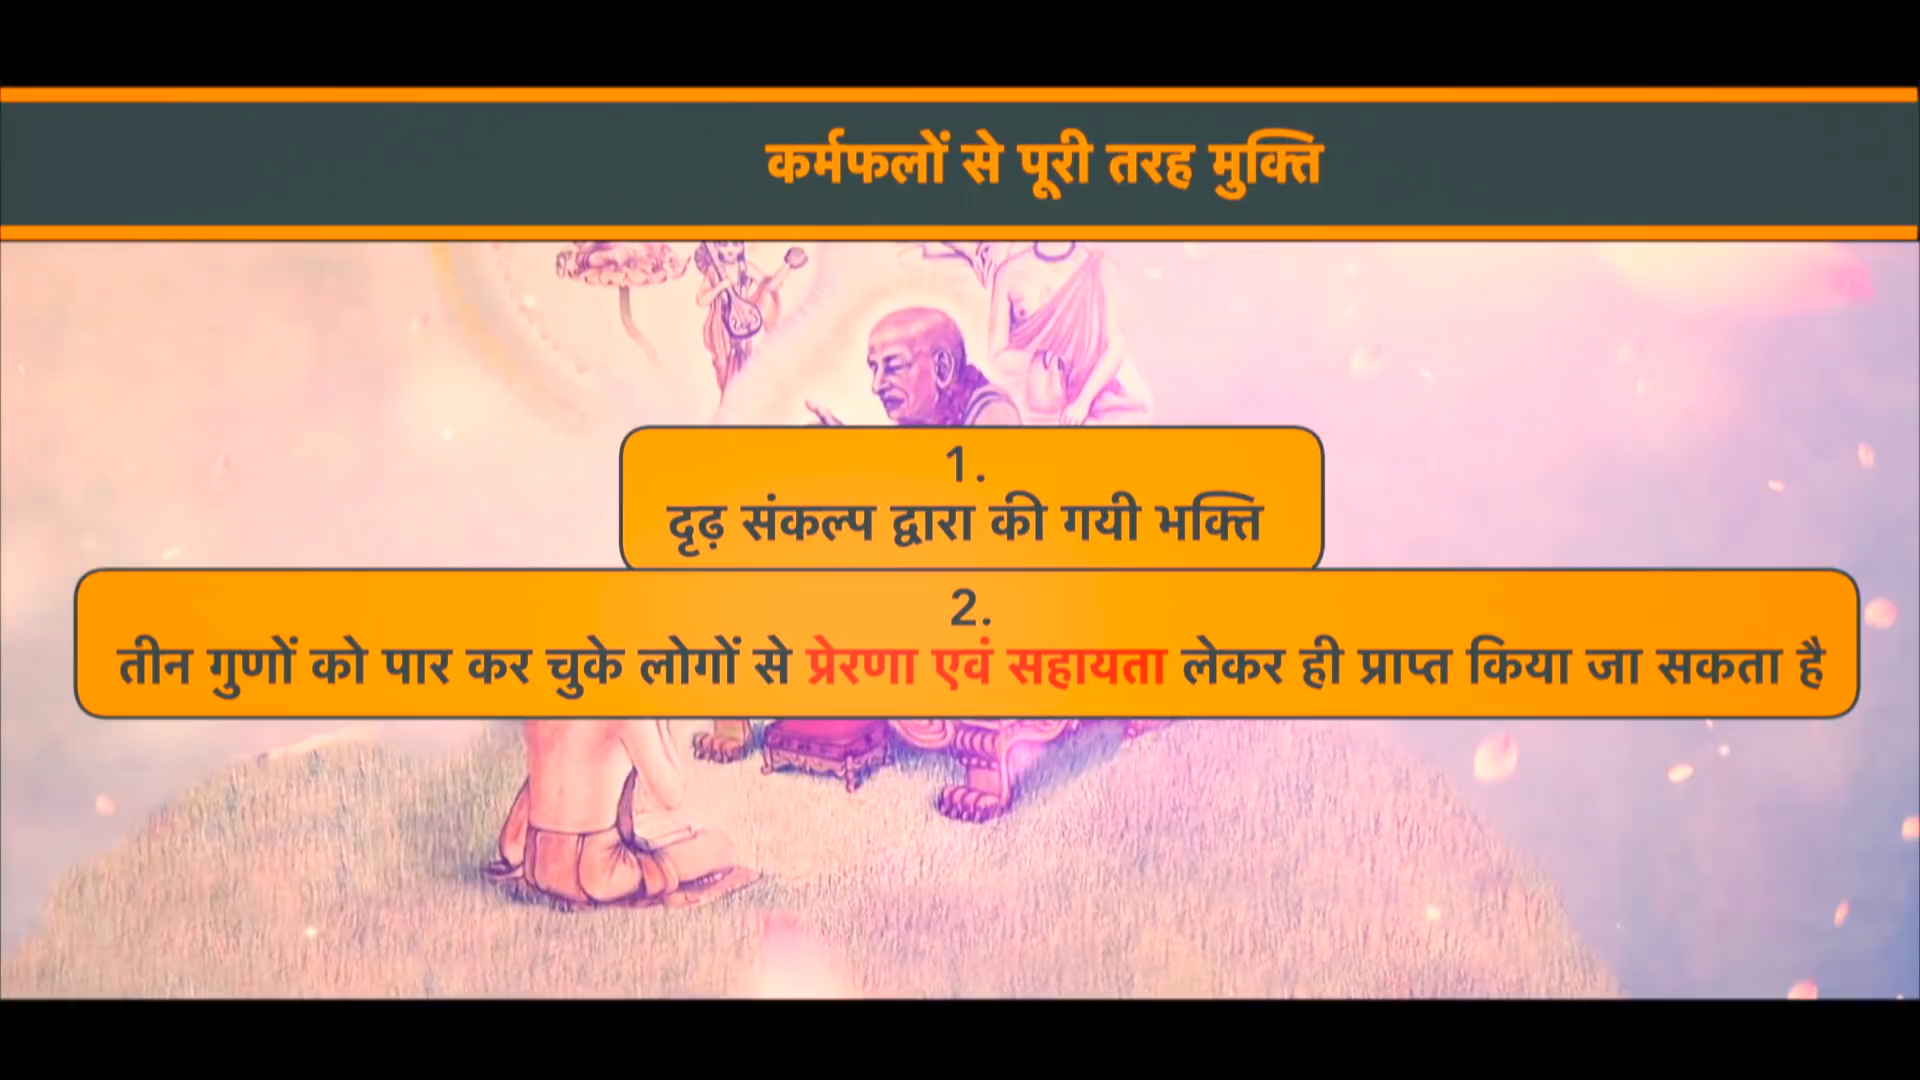 कर्मफलों से पूरी तरह मुक्ति
1.
दृढ़ संकल्प द्वारा की गयी भक्ति
2.
तीन गुणों को पार कर चुके लोगों से प्रेरणा एवं सहायता लेकर ही प्राप्त किया जा सकता है